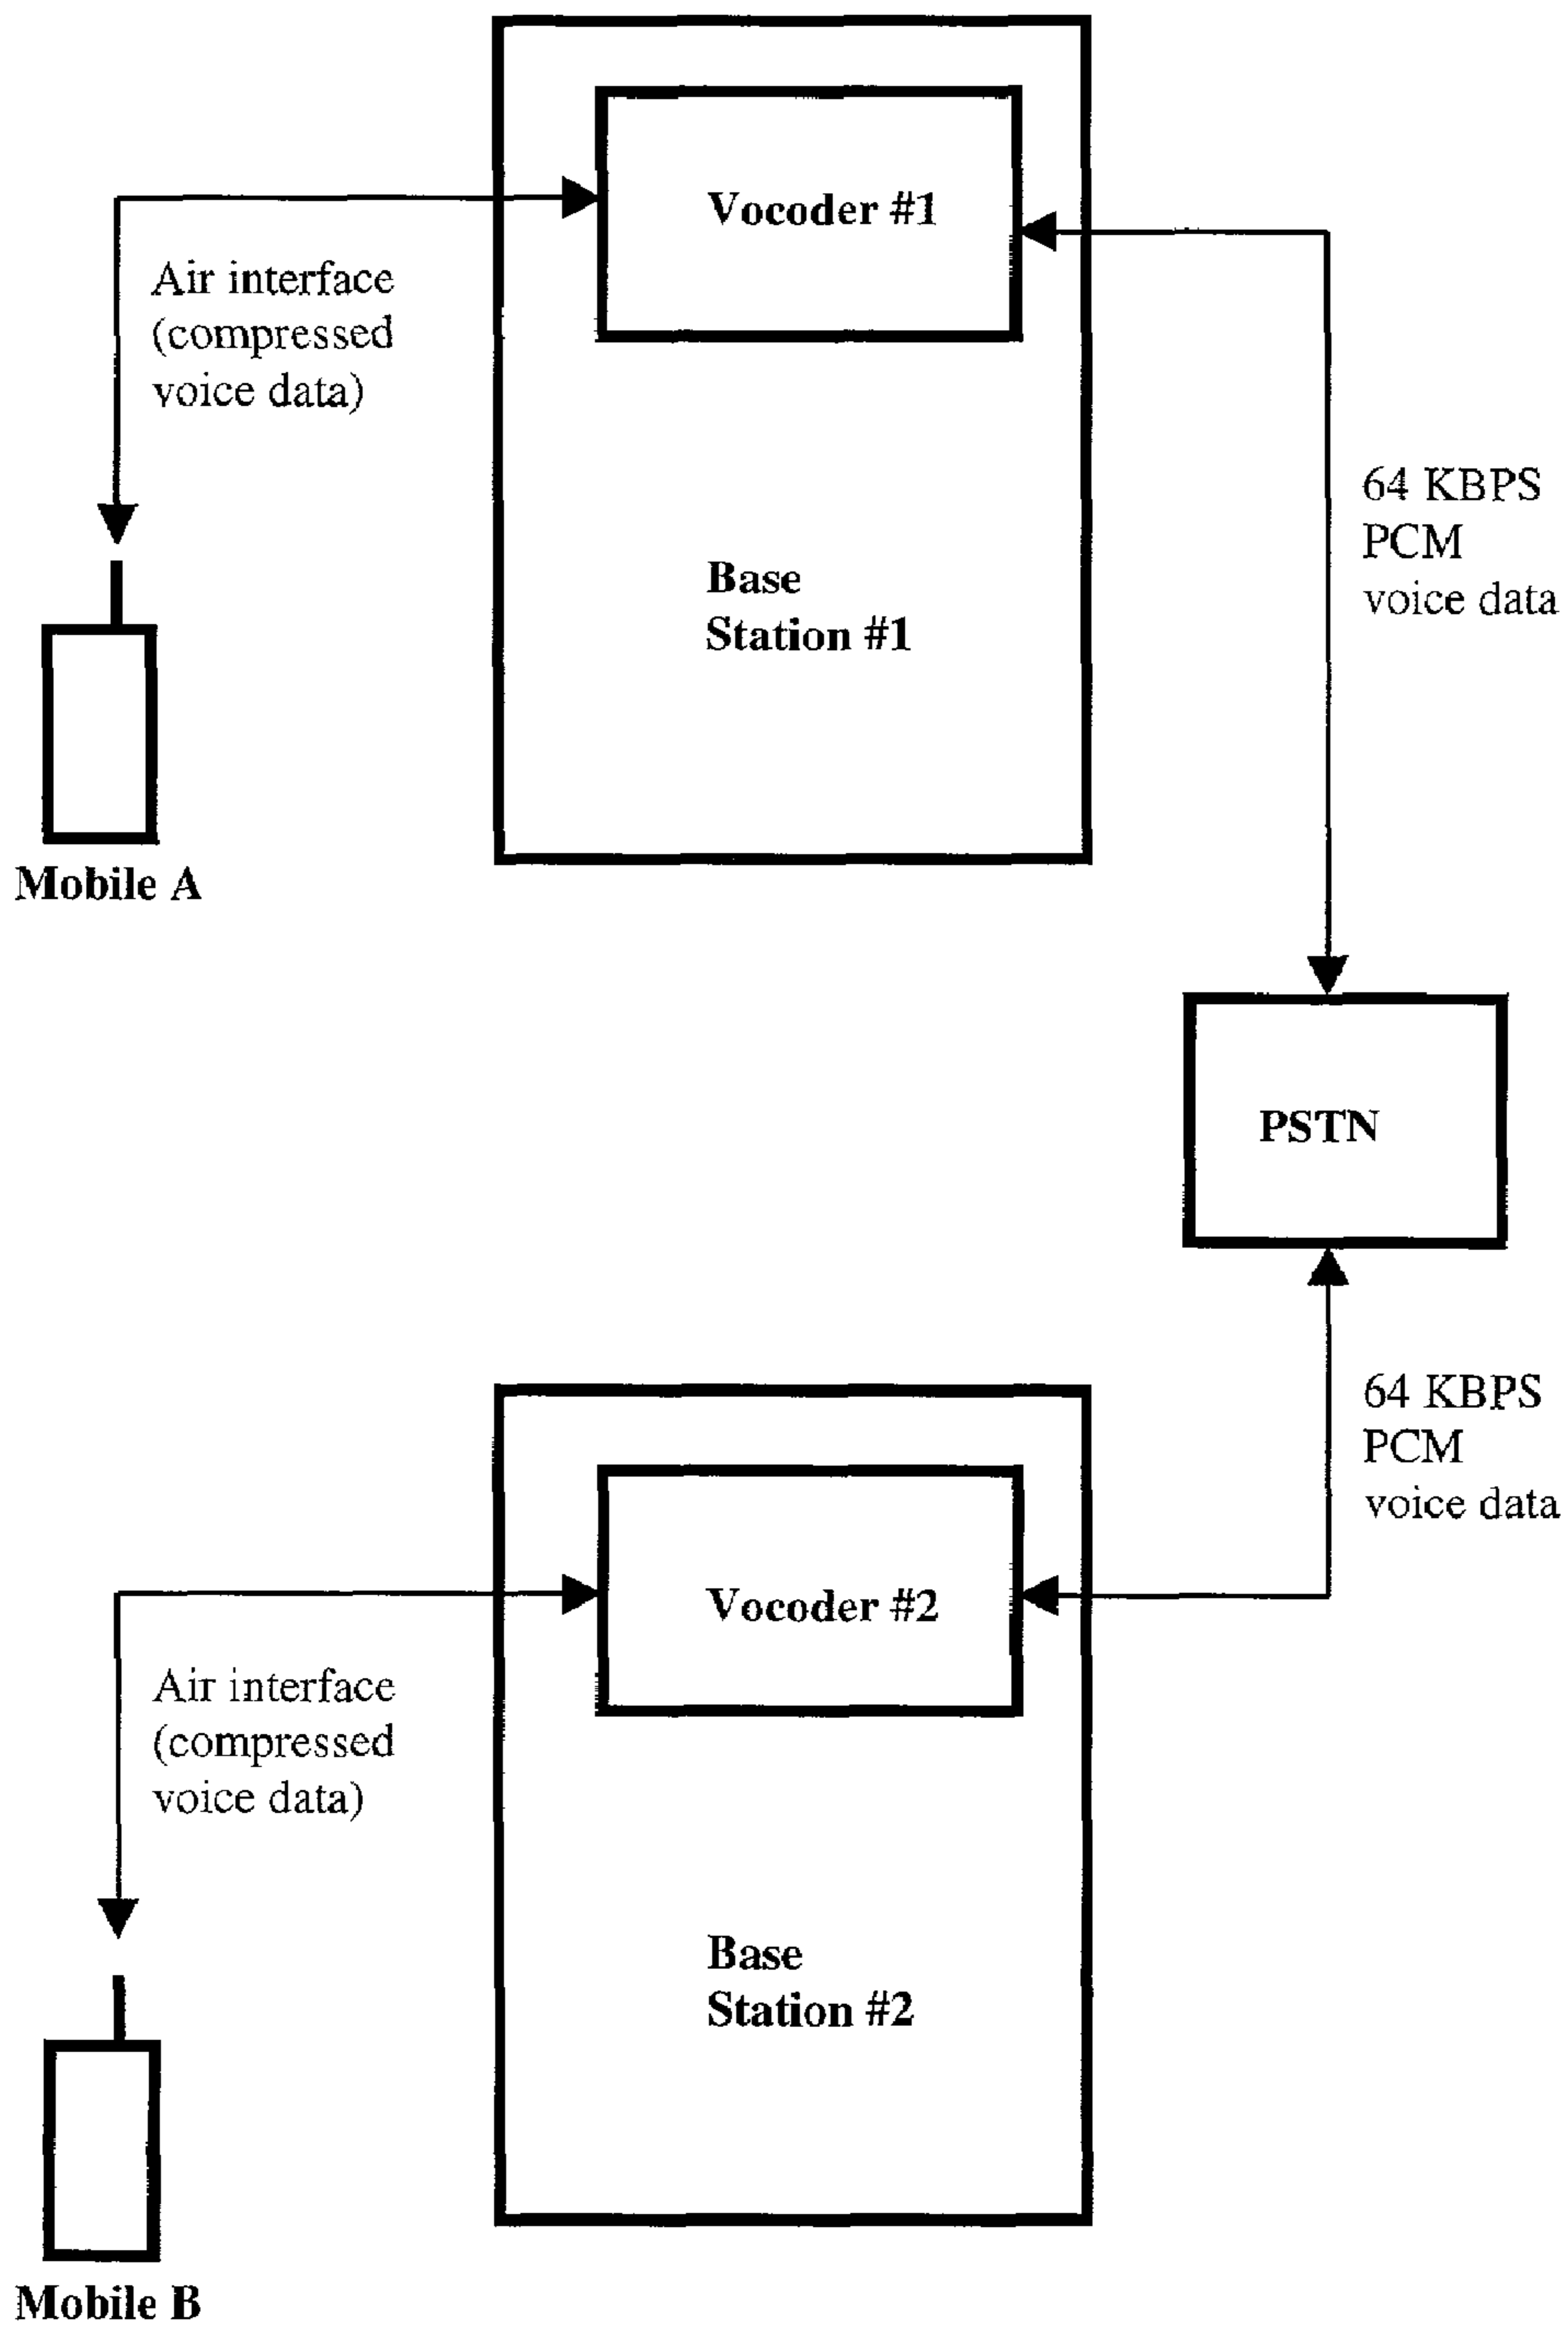 Vocoder #1
Air interface
(compressed
voice data)
64 KBPS
PCM
voice data
Base
Station #1
Mobile A
PSTN
64 KBPS
PCM
voice data
Vocoder #2
Air interface
(compressed
voice data)
Base
Station #2
Mobile B